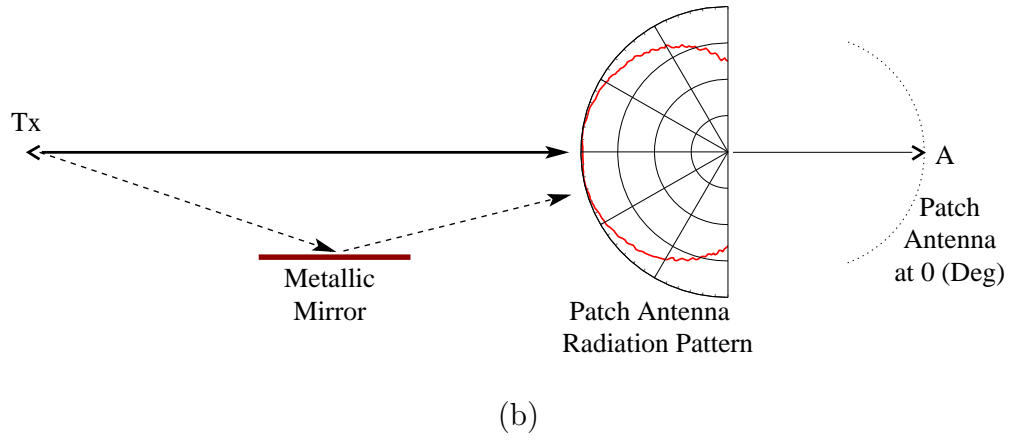 Tx
A
Patch
Antenna
at 0 (Deg)
Metallic
Mirror
Patch Antenna
Radiation Pattern
(b)